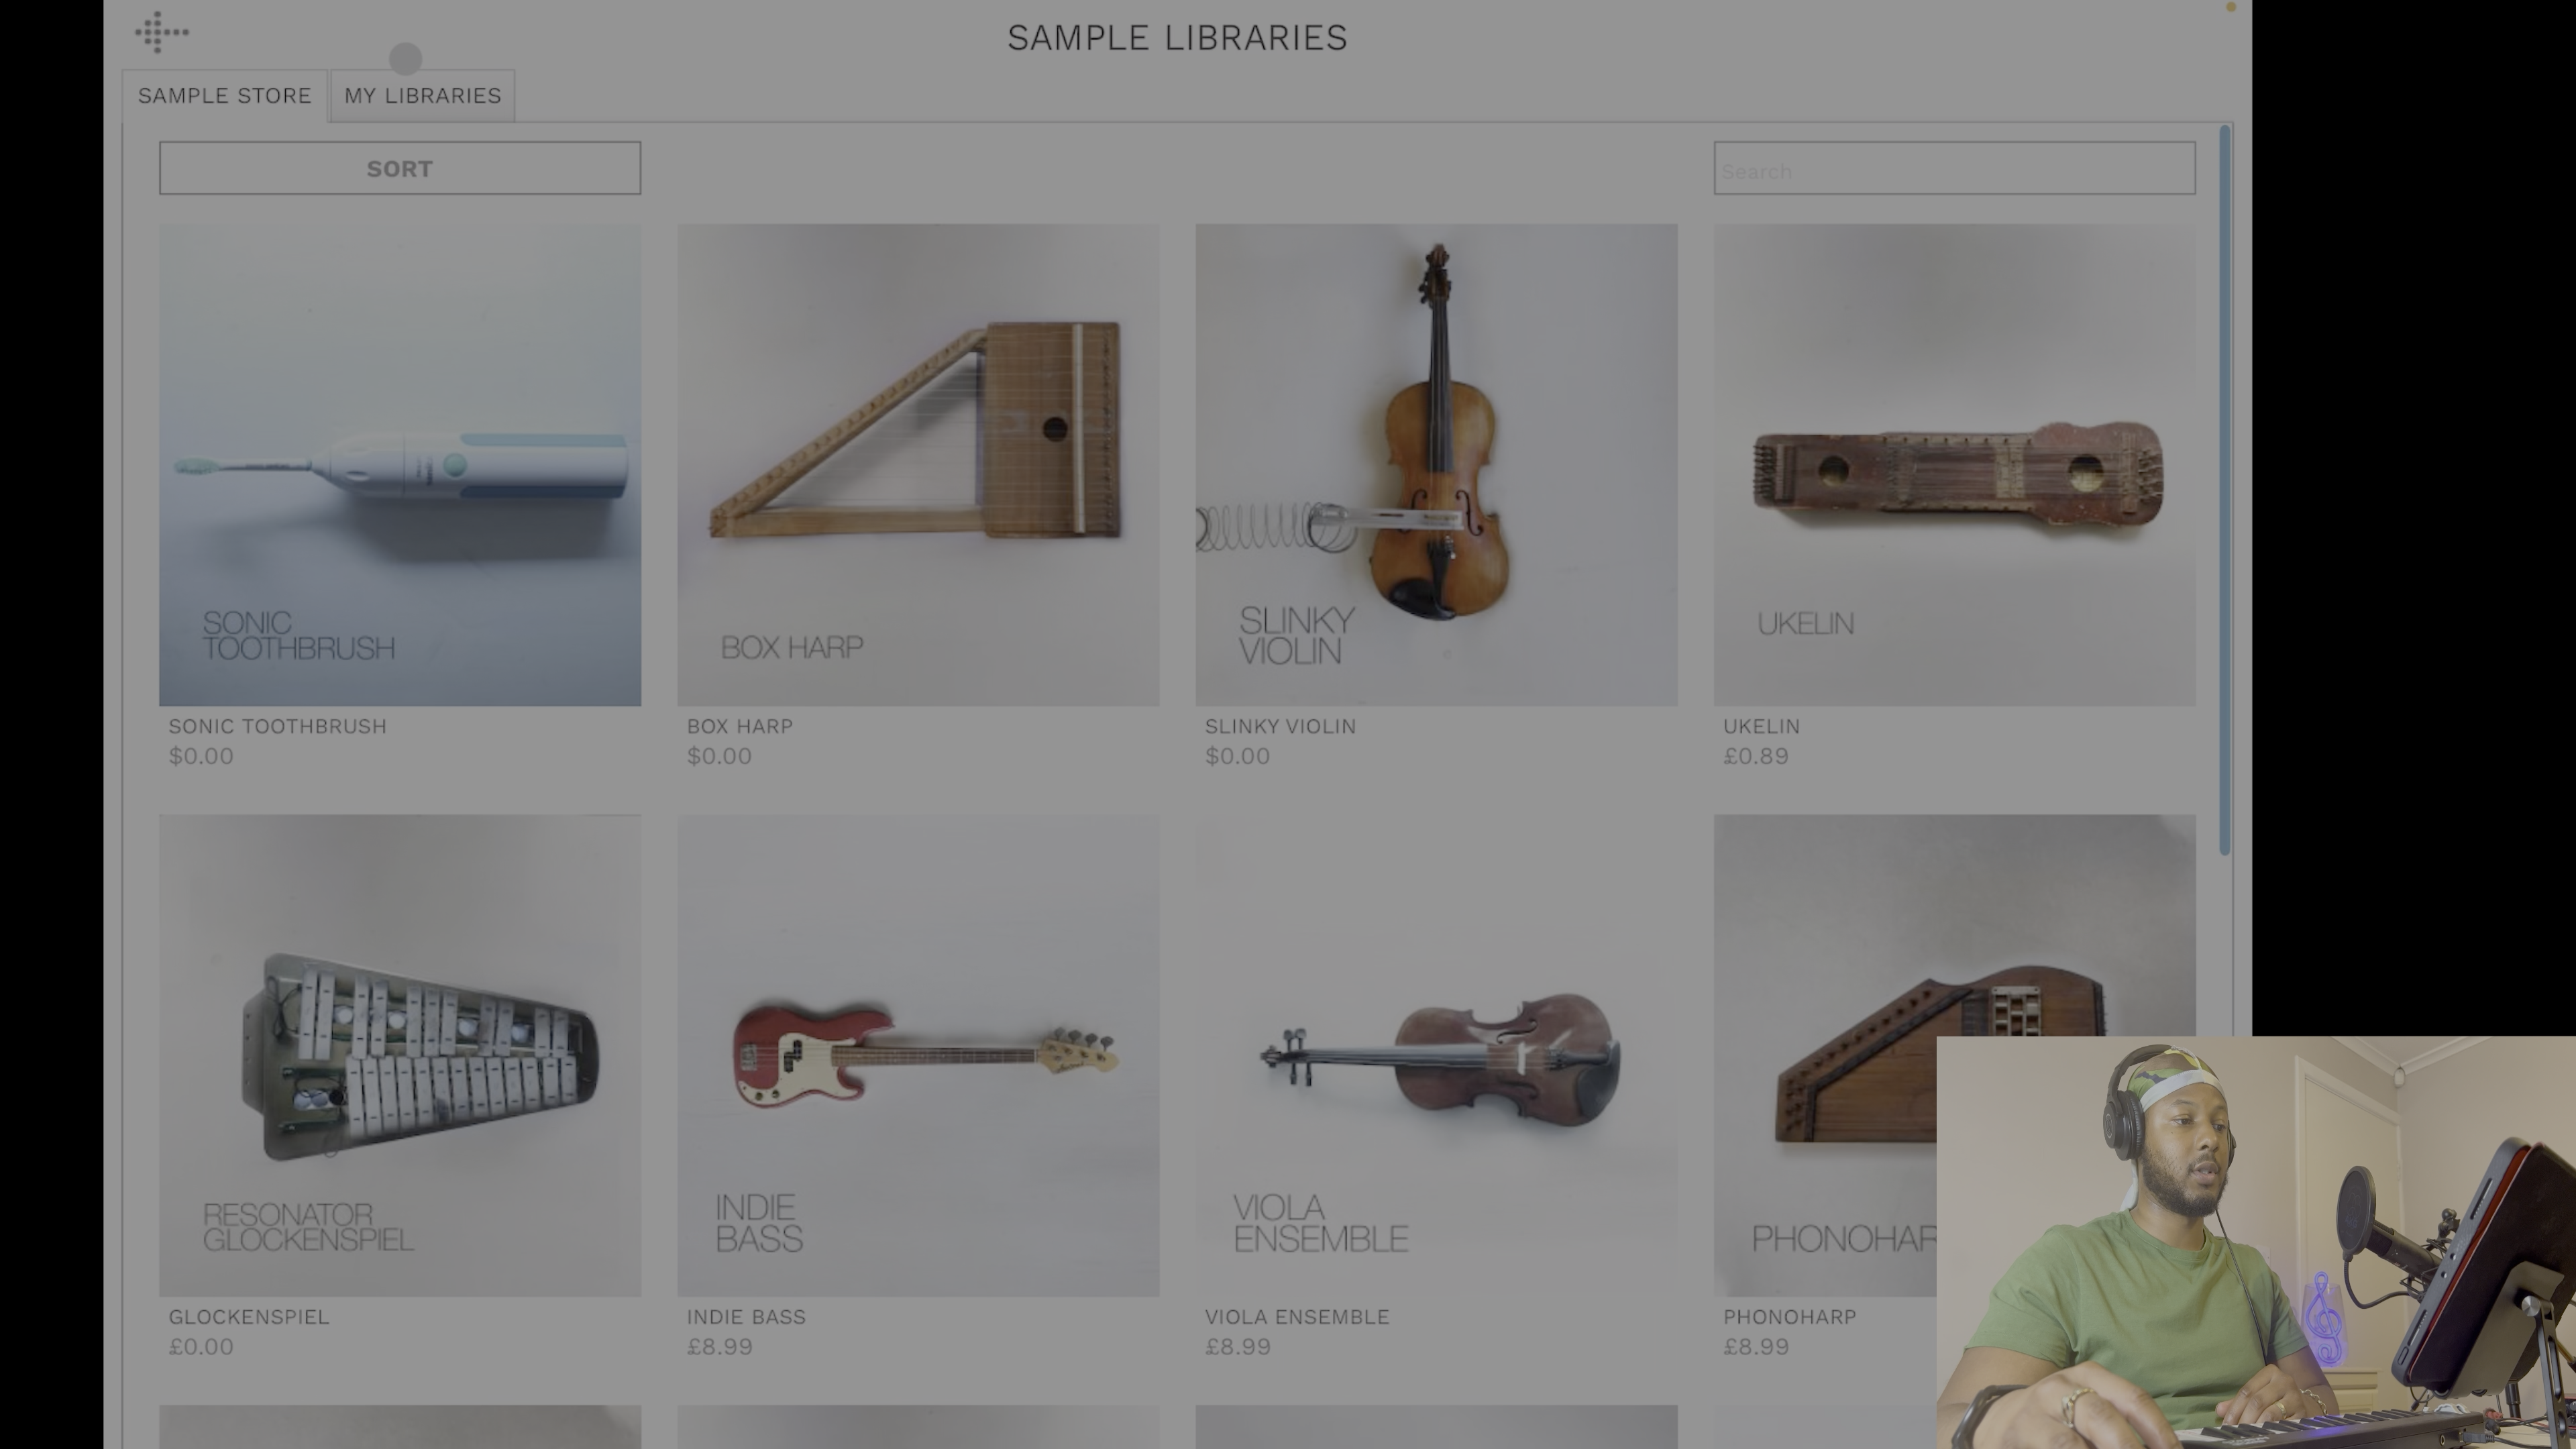 SAMPLE LIBRARIES
SAMPLE STORE
MY LIBRARIES
SORT
Search
SONIC
TOOTHBRUSH
BOX HARP
SLINKY
VIOLIN
UKELIN
SONIC TOOTHBRUSH
$0.00
BOX HARP
$0.00
SLINKY VIOLIN
$0.00
UKELIN
£0.89
RESONATOR
GLOCKENSPIEL
INDIE
BASS
VIOLA
ENSEMBLE
PHONOHAR
GLOCKENSPIEL
£0.00
INDIE BASS
£8.99
VIOLA ENSEMBLE
£8.99
PHONOHARP
£8.99